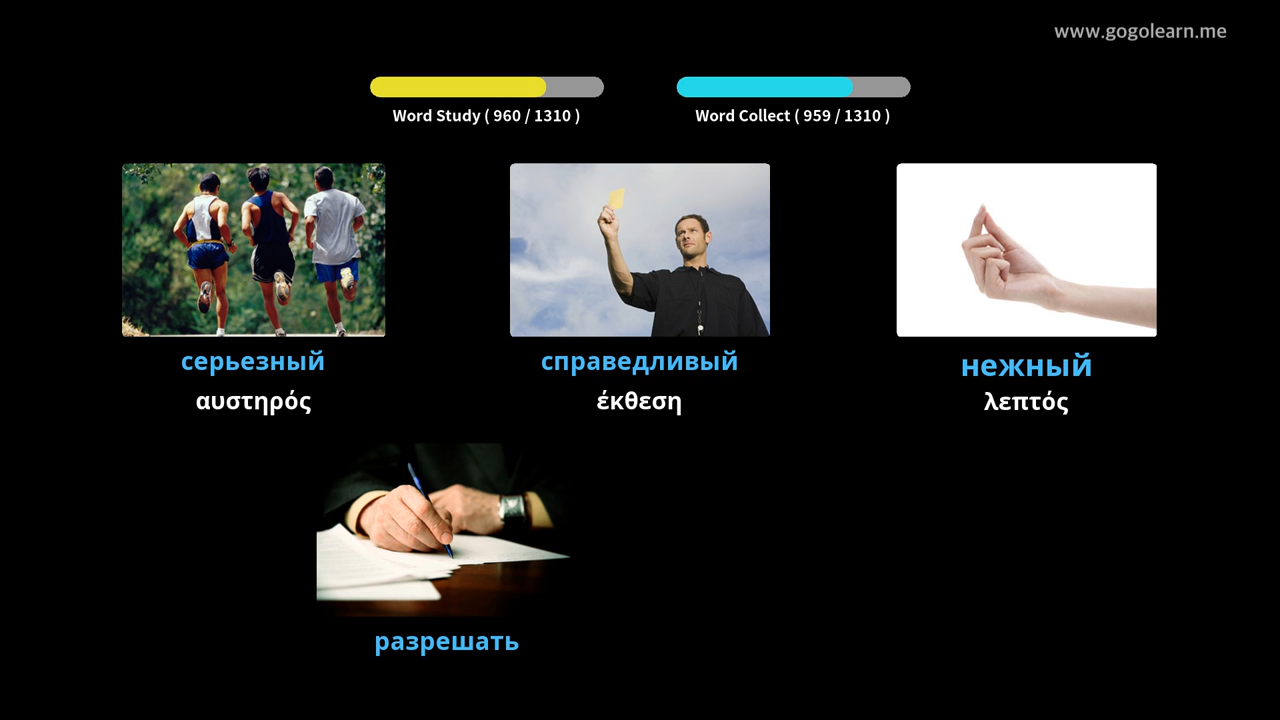 www.gogolearn.me
Word Study ( 960 / 1310 )
Word Collect ( 959 / 1310 )
серьезный
справедливый
нежный
αυστηρός
έκθεση
λεπτός
разрешать